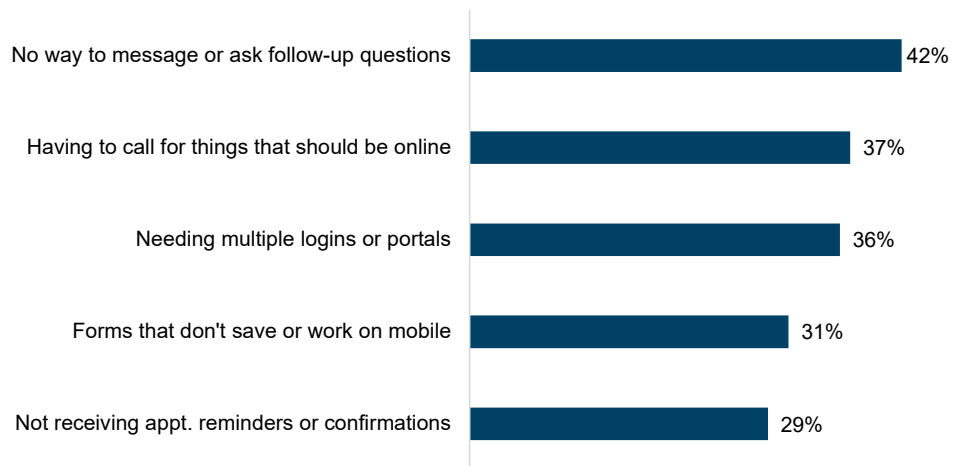 No way to message or ask follow-up questions 42%
Having to call for things that should be online 37%
Needing multiple logins or portals 36%
Forms that don't save or work on mobile 31%
Not receiving appt. reminders or confirmations 29%